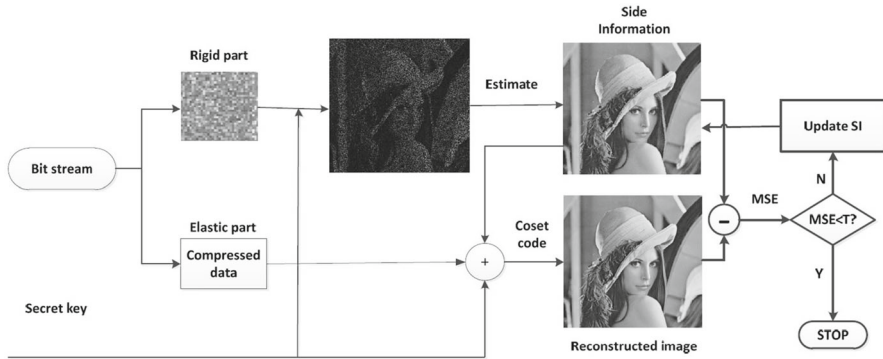 Side
Information
Rigid part
Estimate
Update SI
Bit stream
N
MSE
MSE<T?
Elastic part
Coset
code
Compressed
data
+
−
Y
Secret key
STOP
Reconstructed image